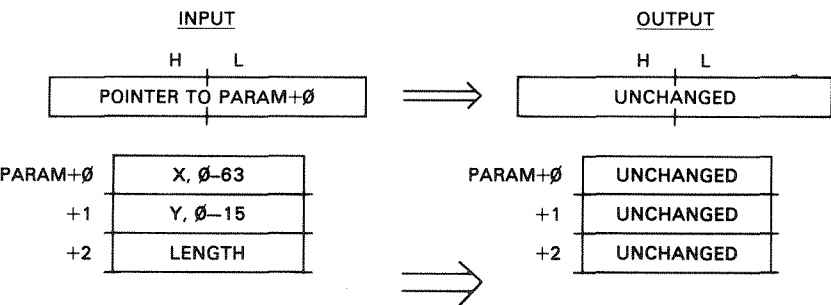 INPUT
OUTPUT
H L
H L
POINTER TO PARAM+Ø
UNCHANGED
PARAM+Ø X, Ø–63
PARAM+Ø UNCHANGED
+1 Y, Ø–15
+1 UNCHANGED
+2 LENGTH
+2 UNCHANGED